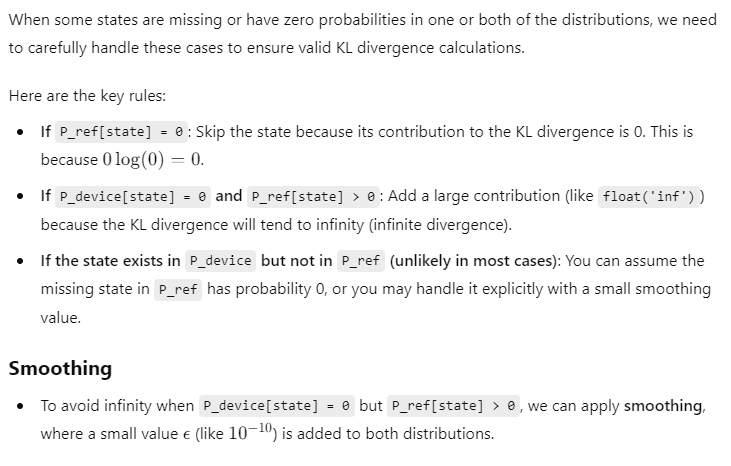 When some states are missing or have zero probabilities in one or both of the distributions, we need
to carefully handle these cases to ensure valid KL divergence calculations.
Here are the key rules:
• If P_ref[state] = 0 : Skip the state because its contribution to the KL divergence is 0. This is
because 0 log(0) = 0.
• If P_device[state] = 0 and P_ref[state] > 0 : Add a large contribution (like float('inf') )
because the KL divergence will tend to infinity (infinite divergence).
• If the state exists in P_device but not in P_ref (unlikely in most cases): You can assume the
missing state in P_ref has probability 0, or you may handle it explicitly with a small smoothing
value.
Smoothing
• To avoid infinity when P_device[state] = 0 but P_ref[state] > 0 , we can apply smoothing,
where a small value ϵ (like 10⁻¹⁰) is added to both distributions.